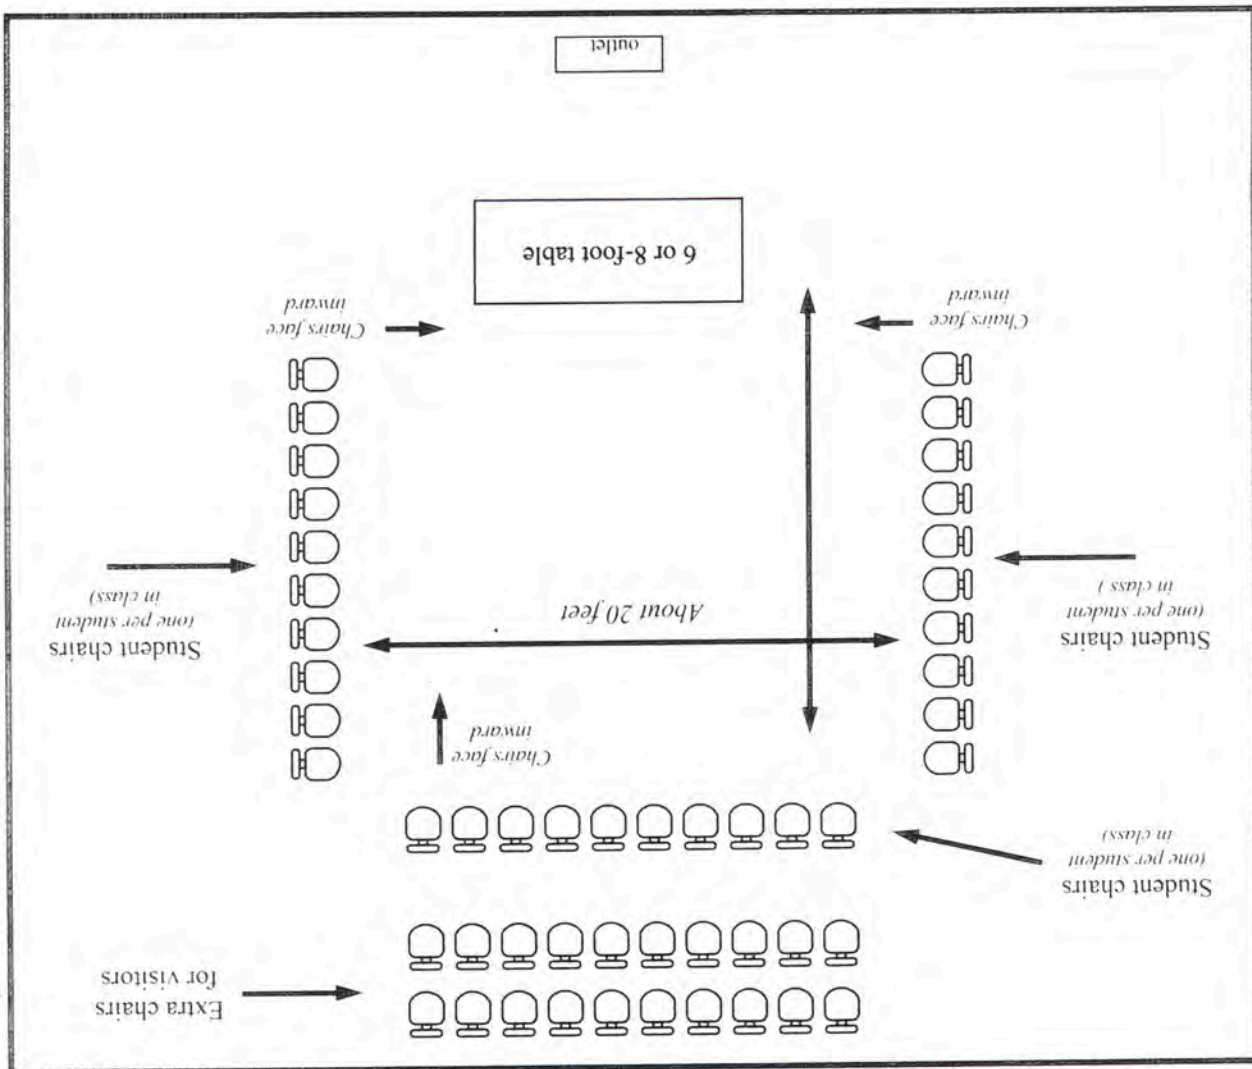 Extra chairs
for visitors
Student chairs
(one per student
in class)
Chairs face
inward
Student chairs
(one per student
in class )
About 20 feet
Student chairs
(one per student
in class)
Chairs face
inward
Chairs face
inward
6 or 8-foot table
outlet